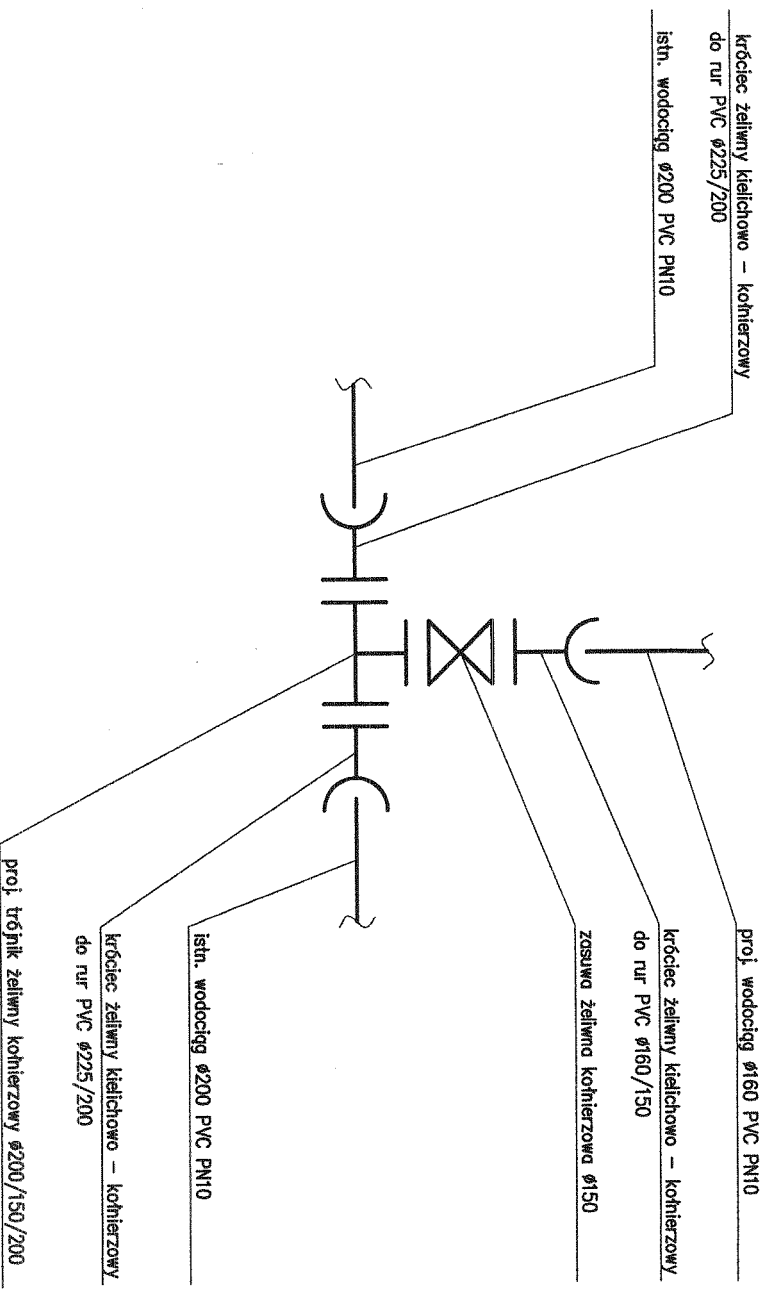 króciec żeliwny kielichowo – kołnierzowy
do rur PVC ø225/200
istn. wodociąg ø200 PVC PN10
proj. wodociąg ø160 PVC PN10
króciec żeliwny kielichowo – kołnierzowy
do rur PVC ø160/150
zasuwa żeliwna kołnierzowa ø150
istn. wodociąg ø200 PVC PN10
króciec żeliwny kielichowo – kołnierzowy
do rur PVC ø225/200
proj. trójnik żeliwny kołnierzowy ø200/150/200